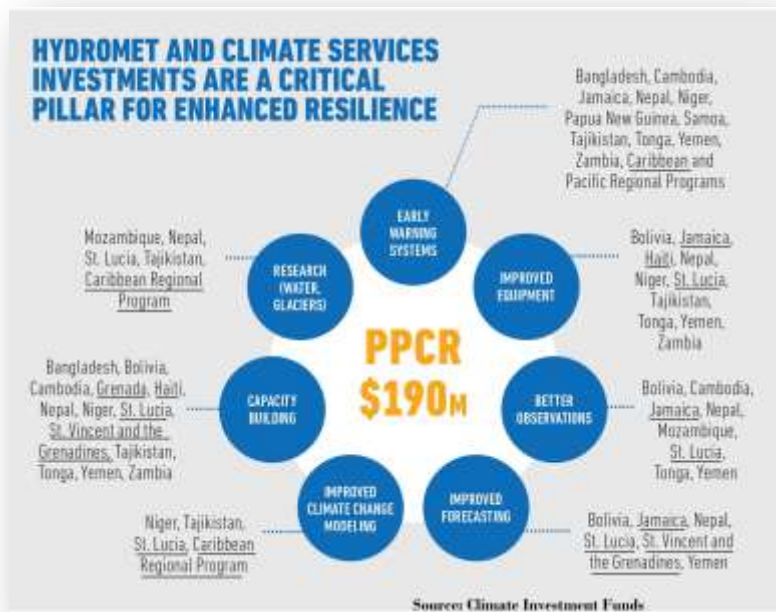 HYDROMET AND CLIMATE SERVICES
INVESTMENTS ARE A CRITICAL
PILLAR FOR ENHANCED RESILIENCE
Bangladesh, Cambodia,
Jamaica, Nepal, Niger,
Papua New Guinea, Samoa,
Tajikistan, Tonga, Yemen,
Zambia, Caribbean and
Pacific Regional Programs
EARLY
WARNING
SYSTEMS
Mozambique, Nepal,
St. Lucia, Tajikistan,
Caribbean Regional
Program
RESEARCH
(WATER,
GLACIERS)
IMPROVED
EQUIPMENT
Bolivia, Jamaica,
Haiti, Nepal,
Niger, St. Lucia,
Tajikistan,
Tonga, Yemen,
Zambia
PPCR
$190M
Bangladesh, Bolivia,
Cambodia, Grenada, Haiti,
Nepal, Niger, St. Lucia,
St. Vincent and the
Grenadines, Tajikistan,
Tonga, Yemen, Zambia
CAPACITY
BUILDING
BETTER
OBSERVATIONS
Bolivia, Cambodia,
Jamaica, Nepal,
Mozambique,
St. Lucia,
Tonga, Yemen
IMPROVED
CLIMATE CHANGE
MODELING
IMPROVED
FORECASTING
Niger, Tajikistan,
St. Lucia, Caribbean
Regional Program
Bolivia, Jamaica, Nepal,
St. Lucia, St. Vincent and
the Grenadines, Yemen
Source: Climate Investment Funds